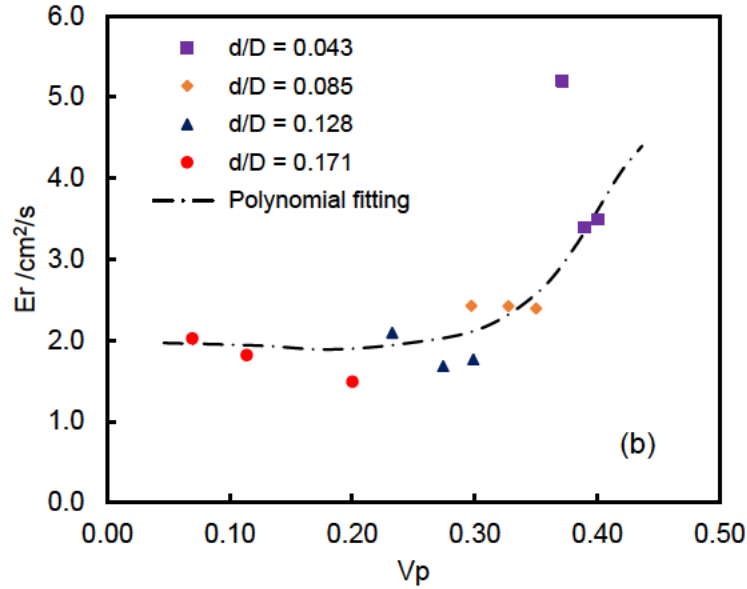 6.0
5.0
4.0
3.0
2.0
1.0
0.0
Er /cm²/s
d/D = 0.043
d/D = 0.085
d/D = 0.128
d/D = 0.171
Polynomial fitting
(b)
0.00 0.10 0.20 0.30 0.40 0.50
Vp